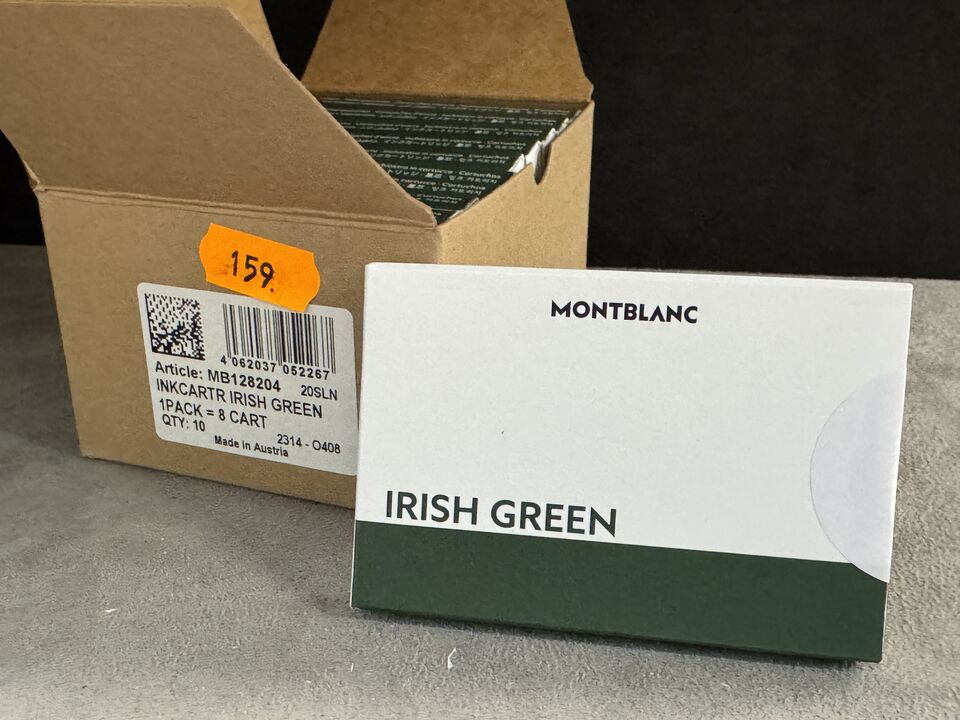 159.
4 062037 052267
Article: MB128204 20SLN
INKCARTR IRISH GREEN
1PACK = 8 CART
QTY: 10 2314 - O408
Made in Austria
MONTBLANC
IRISH GREEN